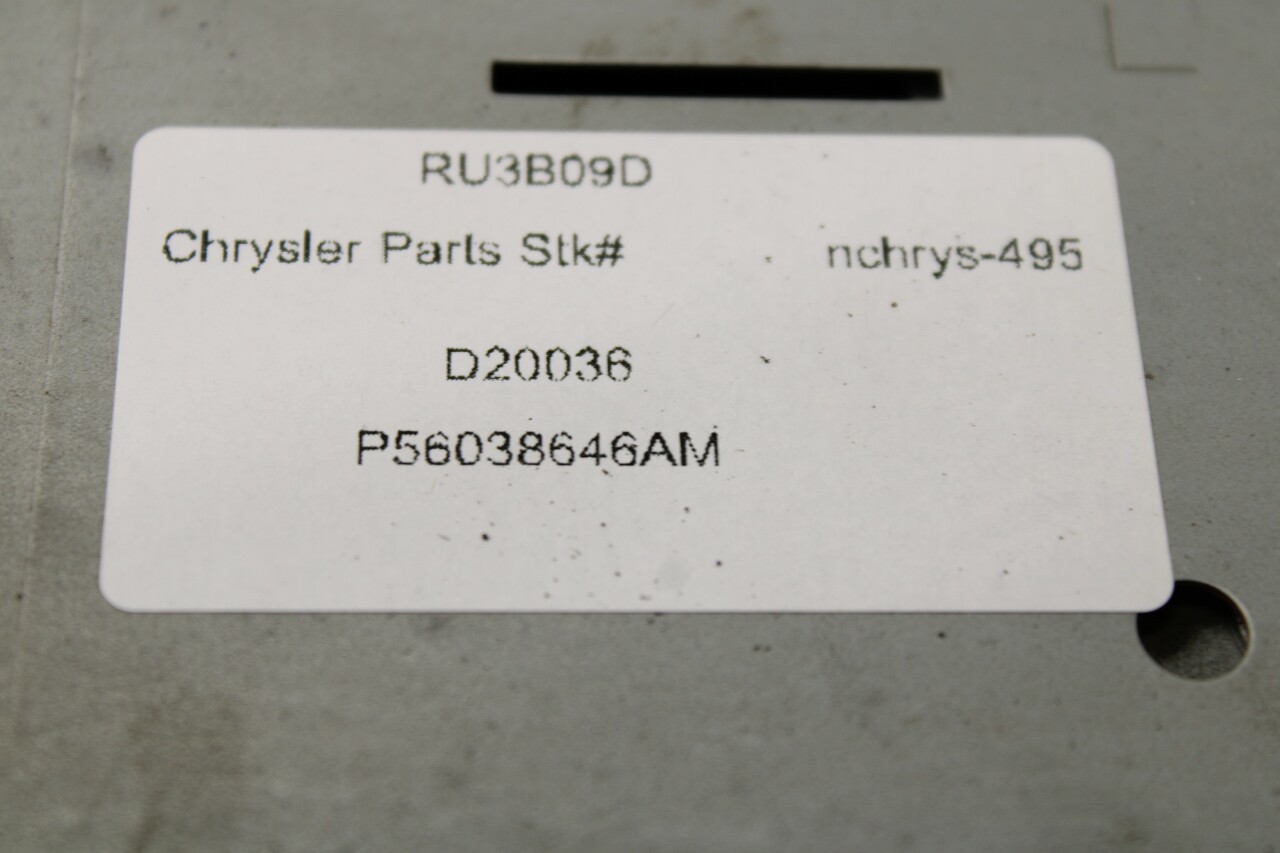 RU3B09D
Chrysler Parts Stk# nchrys-495
D20036
P56038646AM